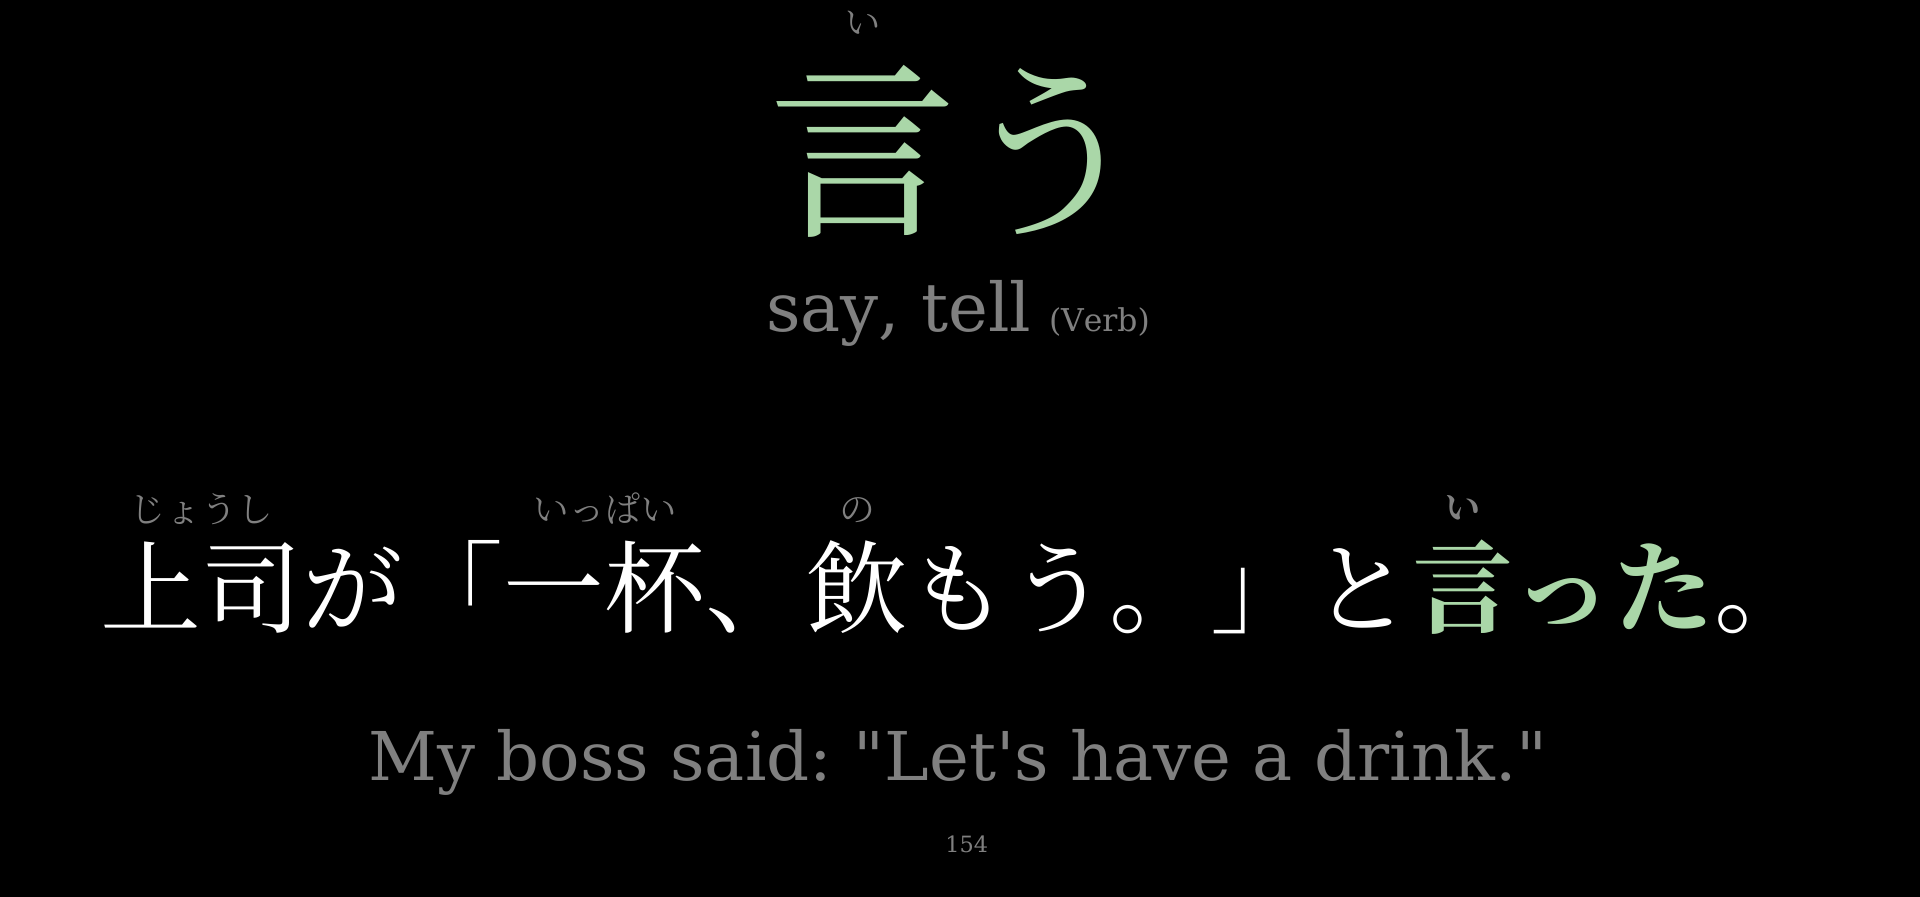 い
言う
say, tell (Verb)
じょうし いっぱい の い
上司が「一杯、飲もう。」と言った。
My boss said: "Let's have a drink."
154